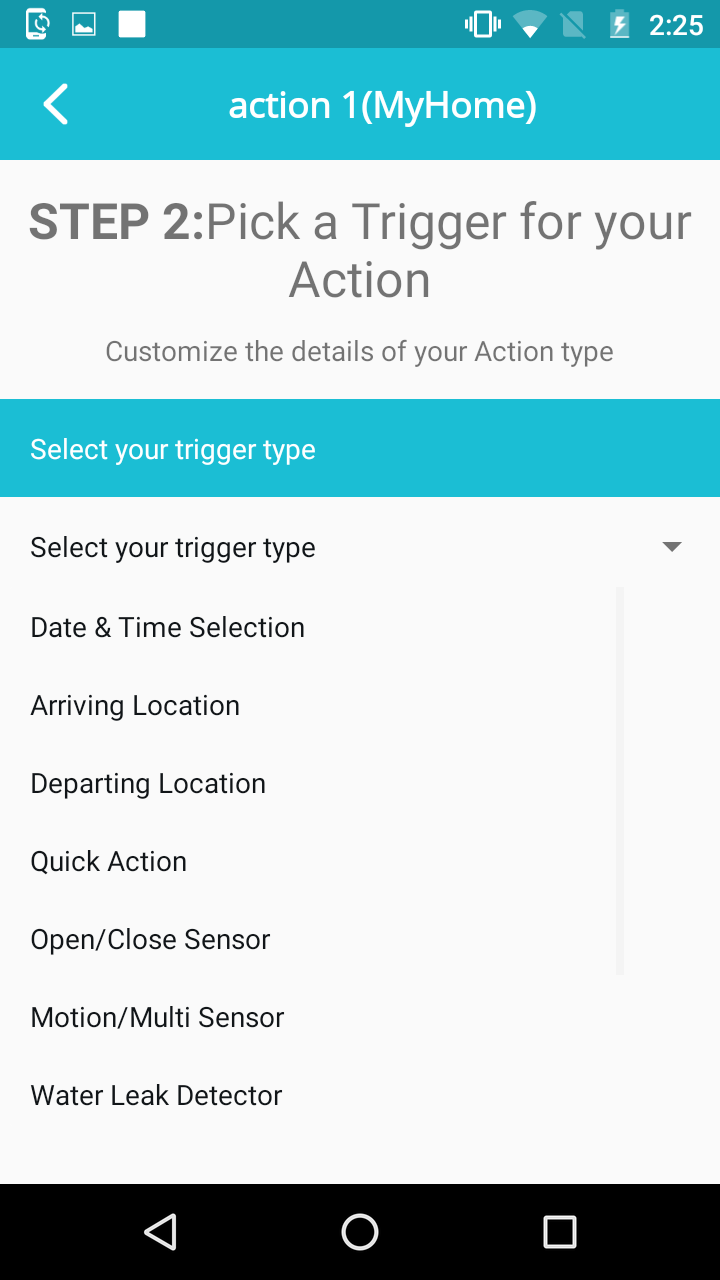 2:25
action 1(MyHome)
STEP 2:Pick a Trigger for your
Action
Customize the details of your Action type
Select your trigger type
Select your trigger type
Date & Time Selection
Arriving Location
Departing Location
Quick Action
Open/Close Sensor
Motion/Multi Sensor
Water Leak Detector